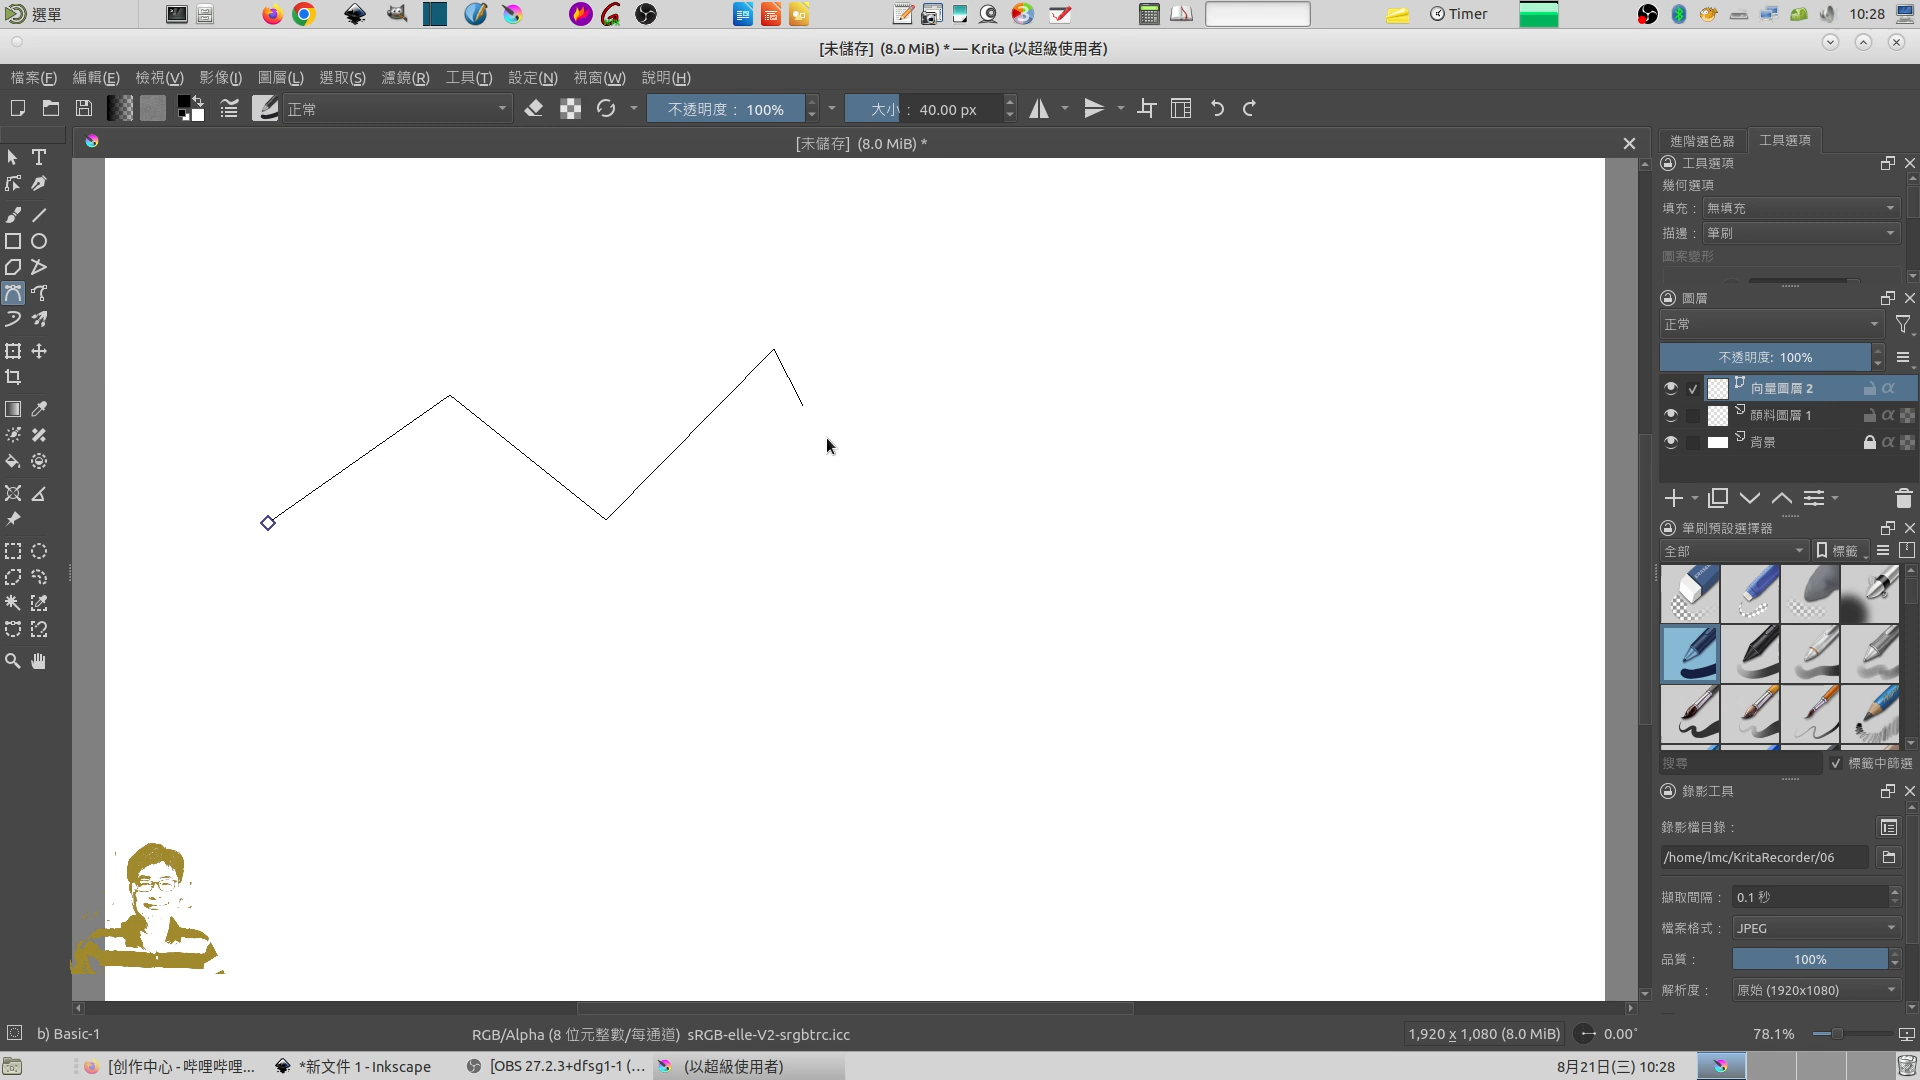 選單
Timer
10:28
[未儲存]  (8.0 MiB) * — Krita (以超級使用者)
檔案(F) 編輯(E) 檢視(V) 影像(I) 圖層(L) 選取(S) 濾鏡(R) 工具(T) 設定(N) 視窗(W) 說明(H)
正常
不透明度： 100%
大小： 40.00 px
[未儲存]  (8.0 MiB) *
進階選色器 工具選項
工具選項
幾何選項
填充： 無填充
描邊： 筆刷
圖案變形
圖層
正常
不透明度: 100%
向量圖層 2
顏料圖層 1
背景
筆刷預設選擇器
全部 標籤
搜尋 標籤中篩選
錄影工具
錄影檔目錄：
/home/lmc/KritaRecorder/06
擷取間隔： 0.1 秒
檔案格式： JPEG
品質： 100%
解析度： 原始 (1920x1080)
b) Basic-1
RGB/Alpha (8 位元整數/每通道)  sRGB-elle-V2-srgbtrc.icc
1,920 x 1,080 (8.0 MiB)
0.00°
78.1%
[创作中心 - 哔哩哔哩...
*新文件 1 - Inkscape
[OBS 27.2.3+dfsg1-1 (...
(以超級使用者)
8月21日(三) 10:28